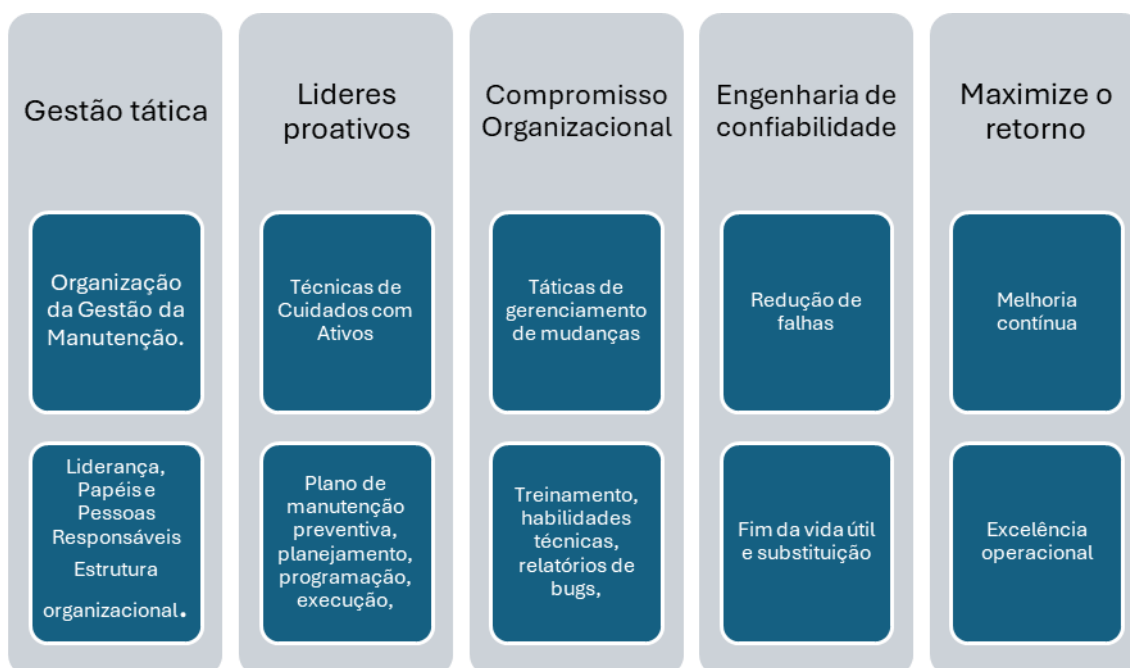 Gestão tática
Organização
da Gestão da
Manutenção.
Liderança,
Papéis e
Pessoas
Responsáveis
Estrutura
organizacional.
Lideres
proativos
Técnicas de
Cuidados com
Ativos
Plano de
manutenção
preventiva,
planejamento,
programação,
execução,
Compromisso
Organizacional
Táticas de
gerenciamento
de mudanças
Treinamento,
habilidades
técnicas,
relatórios de
bugs,
Engenharia de
confiabilidade
Redução de
falhas
Fim da vida útil
e substituição
Maximize o
retorno
Melhoria
contínua
Excelência
operacional